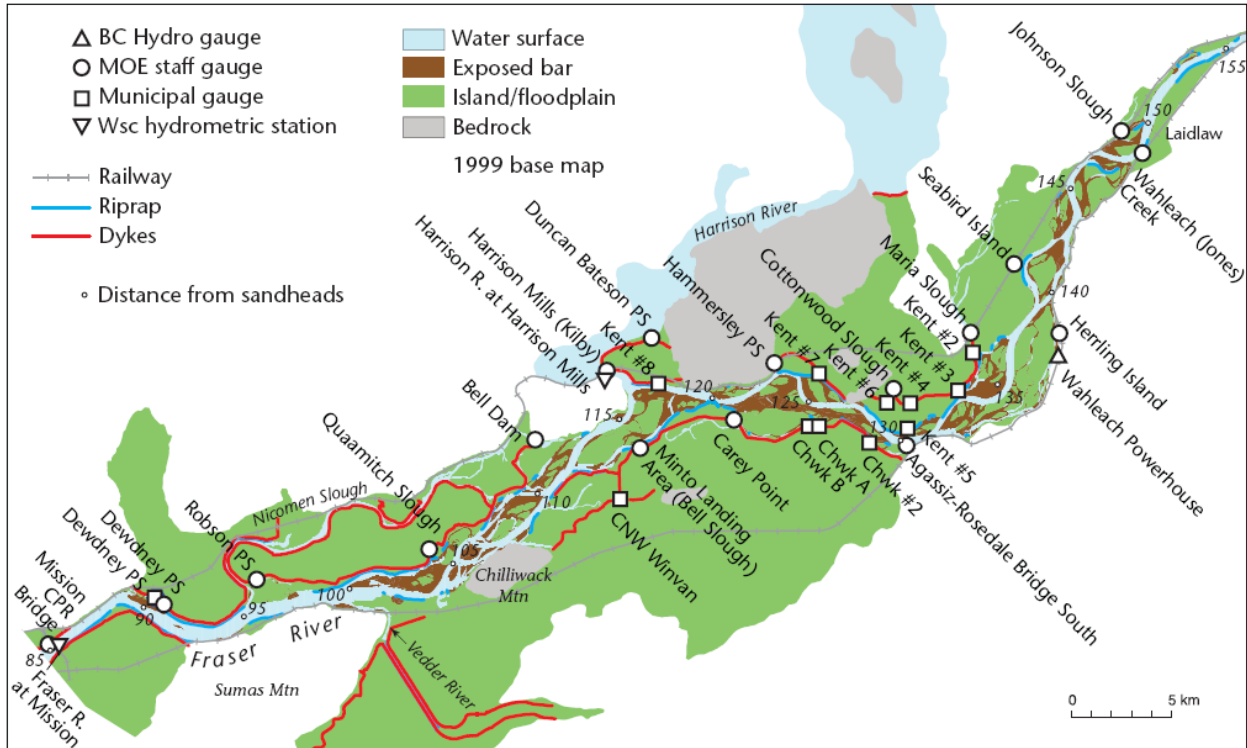 BC Hydro gauge
MOE staff gauge
Municipal gauge
Wsc hydrometric station
Railway
Riprap
Dykes
Distance from sandheads
Water surface
Exposed bar
Island/floodplain
Bedrock
1999 base map
Johnson Slough
155
150
Laidlaw
Wahleach (Jones)
Creek
145
Seabird Island
140
Harrison River
Maria Slough
Kent #2
Herrling Island
Wahleach Powerhouse
135
Kent #3
Kent #4
Cottonwood Slough
Kent #6
Kent #7
Hammersley PS
Duncan Bateson PS
Kent #8
Harrison Mills (Kilby)
Harrison R. at Harrison Mills
130
Kent #5
Agassiz-Rosedale Bridge South
125
Chwk #2
Chwk A
Chwk B
120
Carey Point
115
Minto Landing
Area (Bell Slough)
CNW Winvan
Bell Dam
110
Quaamitch Slough
105
Chilliwack
Mtn
Nicomen Slough
Robson PS
100
95
Dewdney PS
Dewdney PS
90
Mission
CPR
Bridge
85
Fraser R.
at Mission
Fraser River
Sumas Mtn
Vedder River
0 5 km